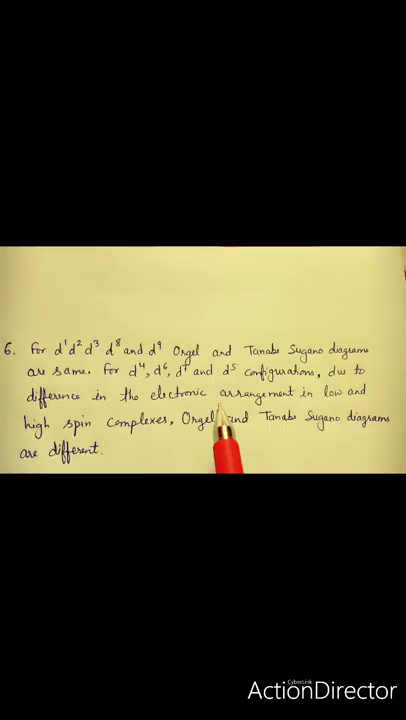 6. For d¹ d² d³ d⁸ and d⁹ Orgel and Tanabe Sugano diagrams
are same. For d⁴, d⁶, d⁷ and d⁵ configurations, due to
difference in the electronic arrangement in low and
high spin complexes, Orgel and Tanabe Sugano diagrams
are different.
CyberLink
ActionDirector